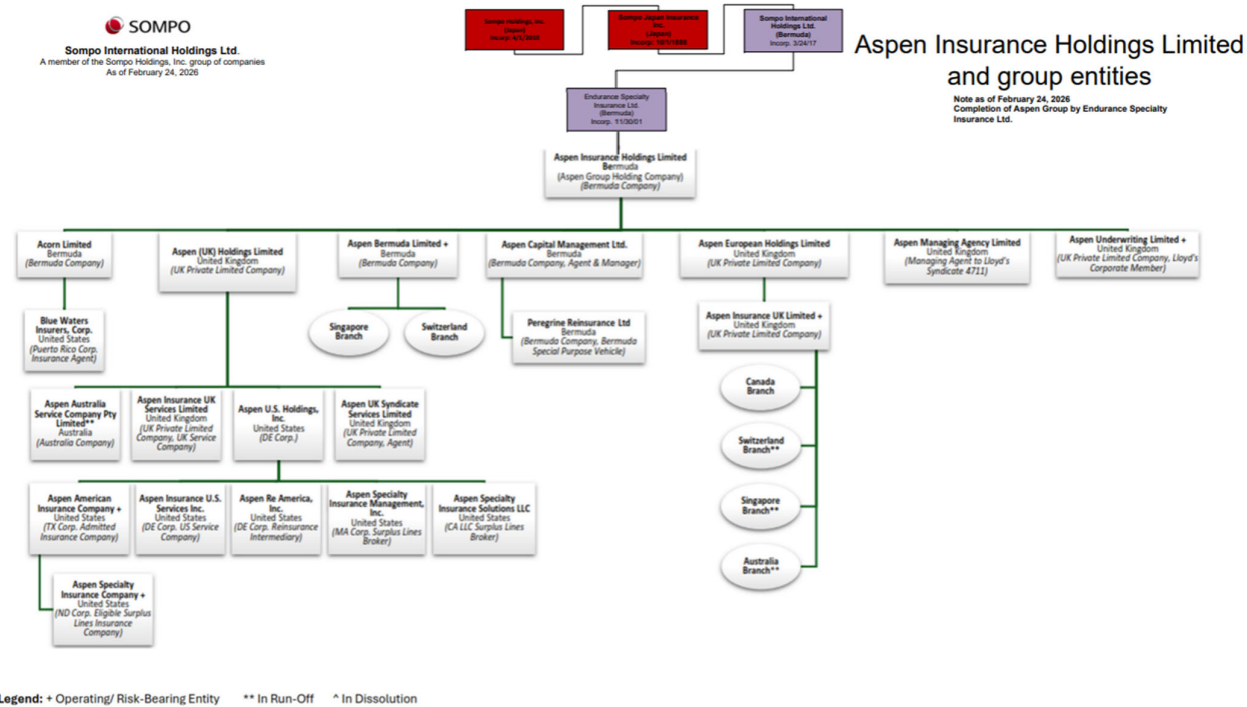 SOMPO
Sompo International Holdings Ltd.
A member of the Sompo Holdings, Inc. group of companies
As of February 24, 2026
Sompo Holdings, Inc.
(Japan)
Sompo Japan Insurance
Inc.
(Japan)
Sompo International
Holdings Ltd.
(Bermuda)
Incorp. 3/24/17
Aspen Insurance Holdings Limited
and group entities
Note as of February 24, 2026
Completion of Aspen Group by Endurance Specialty
Insurance Ltd.
Endurance Specialty
Insurance Ltd.
(Bermuda)
Incorp. 11/30/01
Aspen Insurance Holdings Limited
Bermuda
(Aspen Group Holding Company)
(Bermuda Company)
Acorn Limited
Bermuda
(Bermuda Company)
Aspen (UK) Holdings Limited
United Kingdom
(UK Private Limited Company)
Aspen Bermuda Limited +
Bermuda
(Bermuda Company)
Aspen Capital Management Ltd.
Bermuda
(Bermuda Company, Agent & Manager)
Aspen European Holdings Limited
United Kingdom
(UK Private Limited Company)
Aspen Managing Agency Limited
United Kingdom
(Managing Agent to Lloyd's
Syndicate 4711)
Aspen Underwriting Limited +
United Kingdom
(UK Private Limited Company, Lloyd's
Corporate Member)
Blue Waters
Insurers, Corp.
United States
(Puerto Rico Corp.
Insurance Agent)
Singapore
Branch
Switzerland
Branch
Peregrine Reinsurance Ltd
Bermuda
(Bermuda Company, Bermuda
Special Purpose Vehicle)
Aspen Insurance UK Limited +
United Kingdom
(UK Private Limited Company)
Canada
Branch
Switzerland
Branch**
Singapore
Branch**
Australia
Branch**
Aspen Australia
Service Company Pty
Limited**
Australia
(Australia Company)
Aspen Insurance UK
Services Limited
United Kingdom
(UK Private Limited
Company, UK Service
Company)
Aspen U.S. Holdings,
Inc.
United States
(DE Corp.)
Aspen UK Syndicate
Services Limited
United Kingdom
(UK Private Limited
Company, Agent)
Aspen American
Insurance Company +
United States
(TX Corp. Admitted
Insurance Company)
Aspen Insurance U.S.
Services Inc.
United States
(DE Corp. US Service
Company)
Aspen Re America,
Inc.
United States
(DE Corp. Reinsurance
Intermediary)
Aspen Specialty
Insurance Management,
Inc.
United States
(MA Corp. Surplus Lines
Broker)
Aspen Specialty
Insurance Solutions LLC
United States
(CA LLC Surplus Lines
Broker)
Aspen Specialty
Insurance Company +
United States
(ND Corp. Eligible Surplus
Lines Insurance
Company)
Legend: + Operating/ Risk-Bearing Entity ** In Run-Off ^ In Dissolution